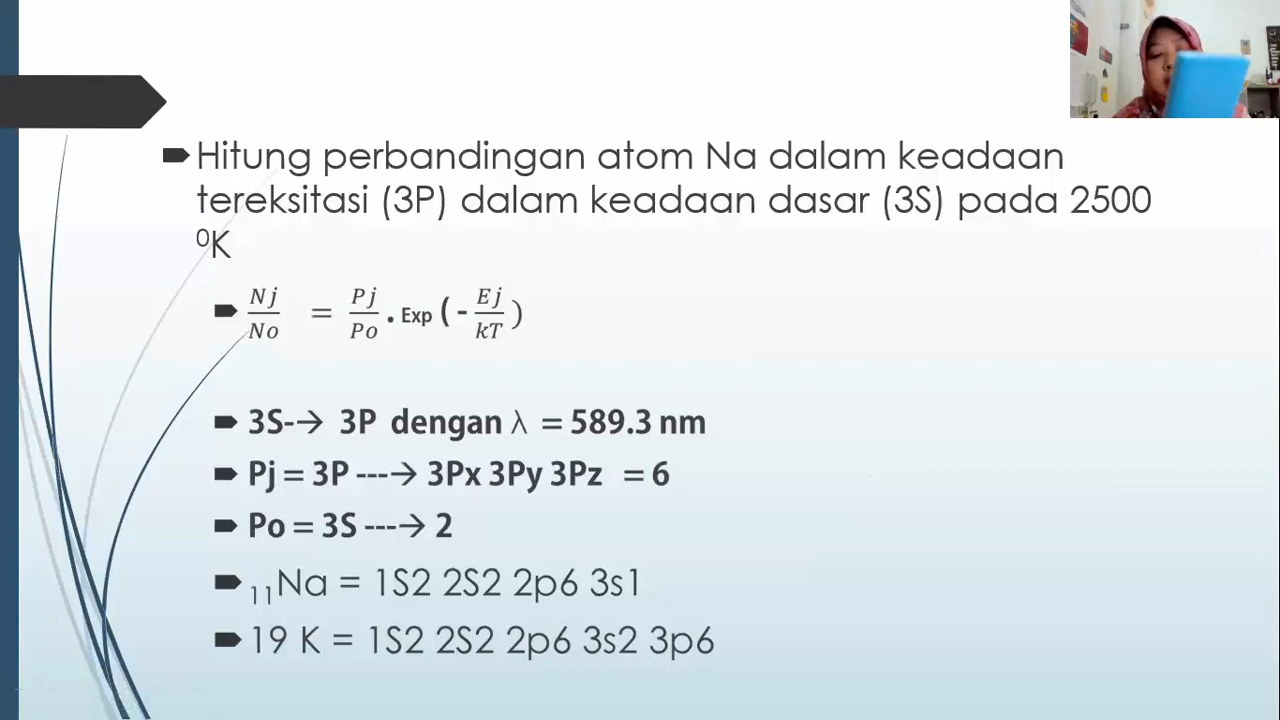 Hitung perbandingan atom Na dalam keadaan
tereksitasi (3P) dalam keadaan dasar (3S) pada 2500
⁰K
Nj/No = Pj/Po . Exp (- Ej/kT )
3S-→ 3P dengan λ = 589.3 nm
Pj = 3P ---→ 3Px 3Py 3Pz = 6
Po = 3S ---→ 2
₁₁Na = 1S2 2S2 2p6 3s1
19 K = 1S2 2S2 2p6 3s2 3p6